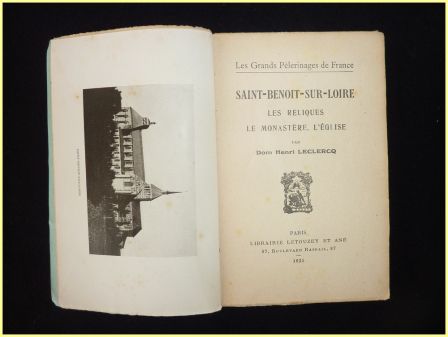 Les Grands Pèlerinages de France
SAINT-BENOIT-SUR-LOIRE
LES RELIQUES
LE MONASTÈRE, L'ÉGLISE
PAR
Dom Henri LECLERCQ
PARIS
LIBRAIRIE LETOUZEY ET ANÉ
87, BOULEVARD RASPAIL, 87